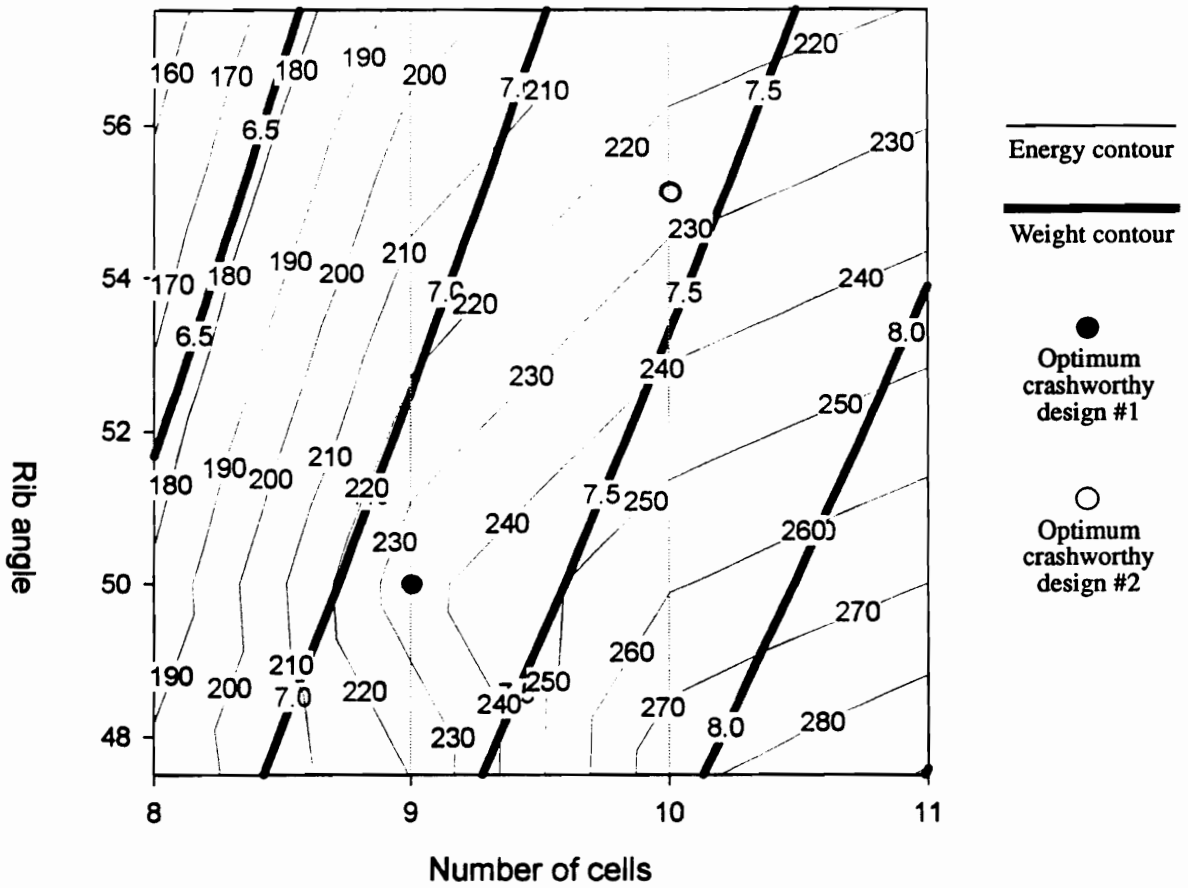 220
160 170 180 190 200
7.0 210 7.5
Energy contour
56
6.5
220
230
Weight contour
230
210
54
170 180 190 200
240
7.0 220
7.5
6.5
8.0
Optimum
crashworthy
design #1
240
230
250
52
190 200 210
180
220
7.5 250
Rib angle
240
260
230
Optimum
crashworthy
design #2
50
270
210
260
190
200
7.0
220
250
240
270
280
48
230
8.0
8 9 10 11
Number of cells